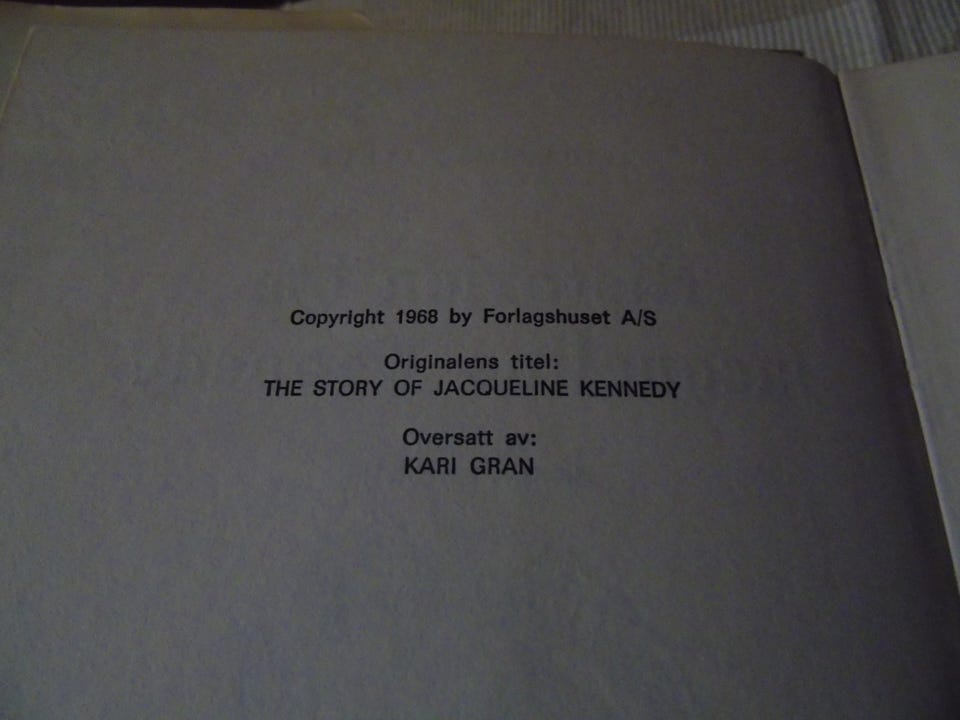 Copyright 1968 by Forlagshuset A/S
Originalens titel:
THE STORY OF JACQUELINE KENNEDY
Oversatt av:
KARI GRAN